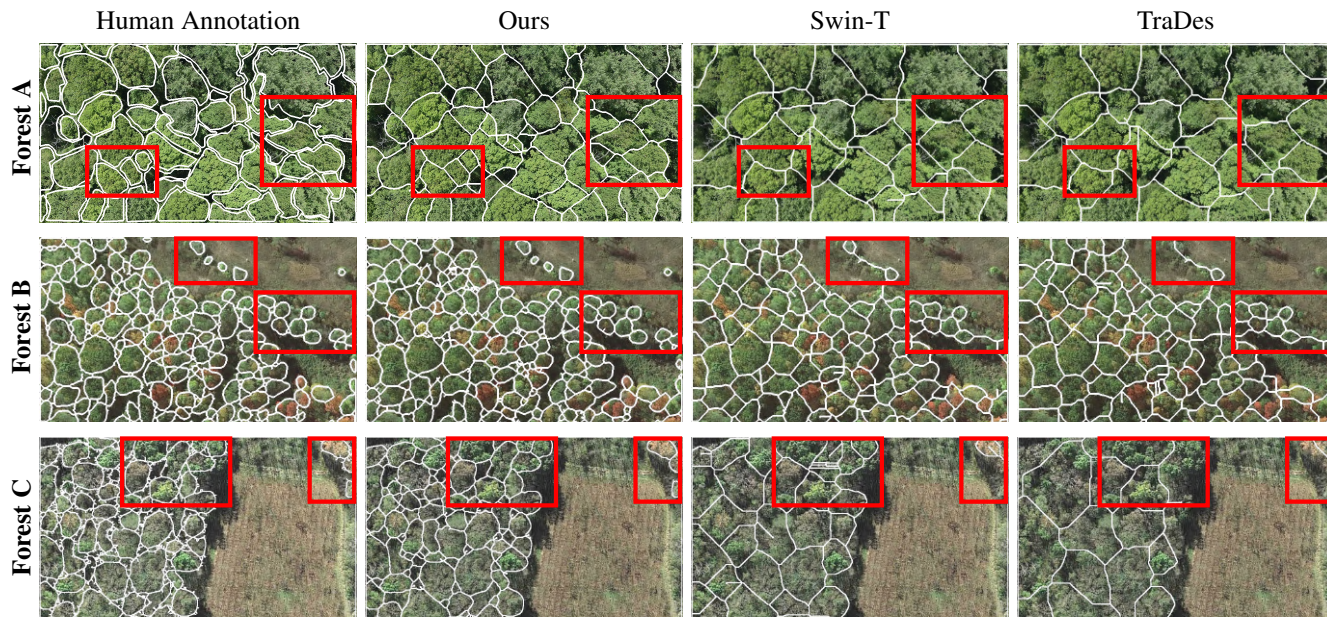 Human Annotation
Ours
Swin-T
TraDes
Forest A
Forest B
Forest C